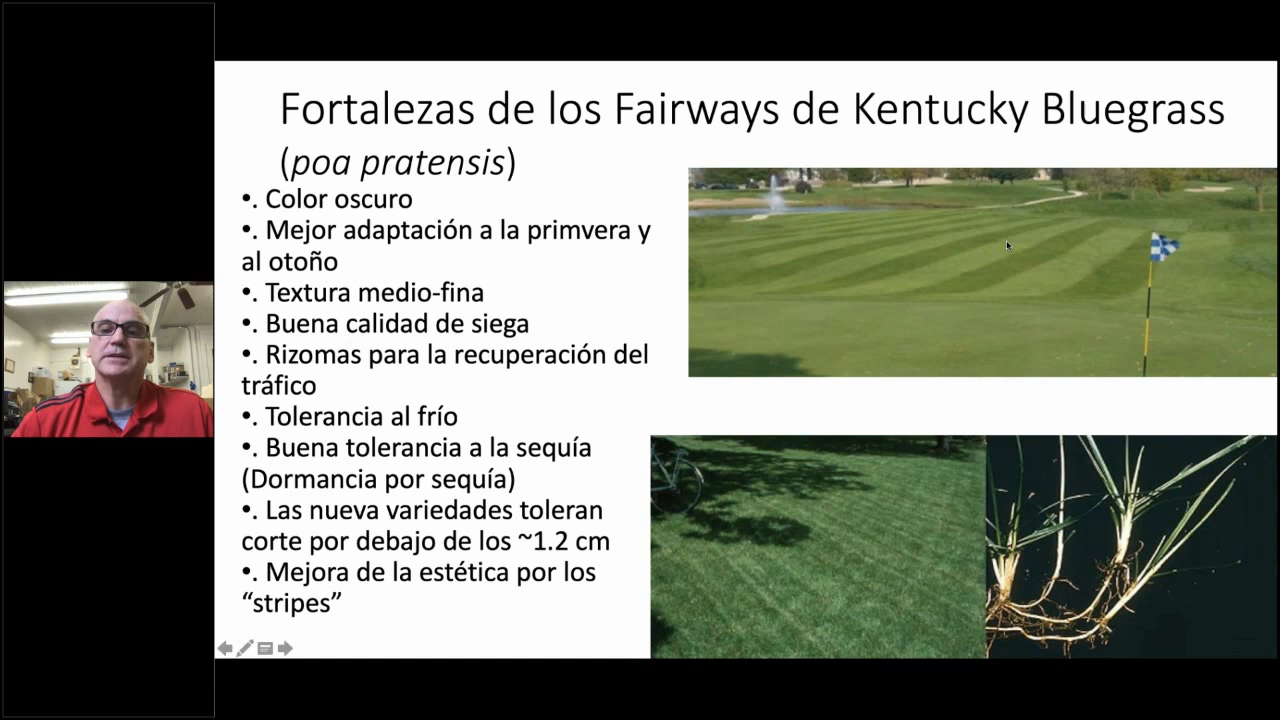 Fortalezas de los Fairways de Kentucky Bluegrass
(poa pratensis)
•. Color oscuro
•. Mejor adaptación a la primvera y
al otoño
•. Textura medio-fina
•. Buena calidad de siega
•. Rizomas para la recuperación del
tráfico
•. Tolerancia al frío
•. Buena tolerancia a la sequía
(Dormancia por sequía)
•. Las nueva variedades toleran
corte por debajo de los ~1.2 cm
•. Mejora de la estética por los
“stripes”